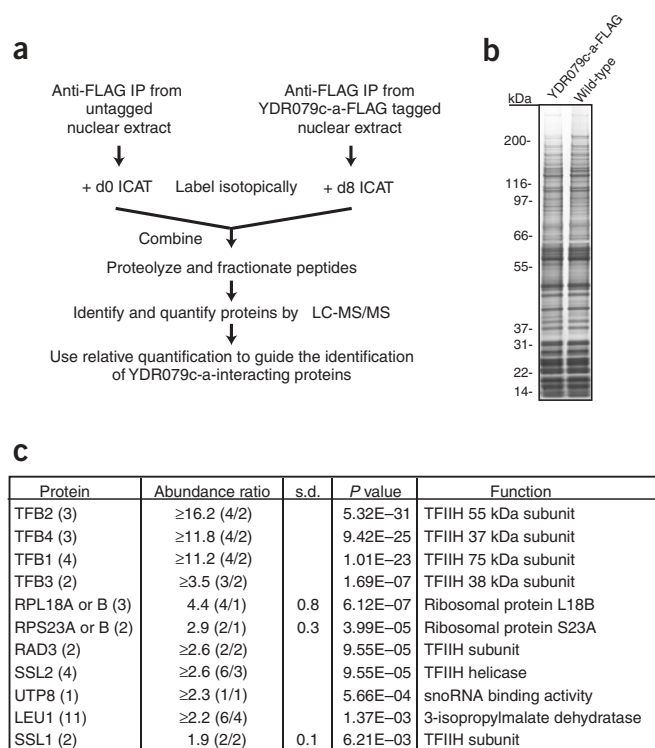 a
Anti-FLAG IP from
untagged
nuclear extract
Anti-FLAG IP from
YDR079c-a-FLAG tagged
nuclear extract
+ d0 ICAT
Label isotopically
+ d8 ICAT
Combine
Proteolyze and fractionate peptides
Identify and quantify proteins by LC-MS/MS
Use relative quantification to guide the identification
of YDR079c-a-interacting proteins
b
YDR079c-a-FLAG
Wild-type
kDa
200-
116-
97-
66-
55-
37-
31-
22-
14-
c
Protein Abundance ratio s.d. P value Function
TFB2 (3) ≥16.2 (4/2) 5.32E–31 TFIIH 55 kDa subunit
TFB4 (3) ≥11.8 (4/2) 9.42E–25 TFIIH 37 kDa subunit
TFB1 (4) ≥11.2 (4/2) 1.01E–23 TFIIH 75 kDa subunit
TFB3 (2) ≥3.5 (3/2) 1.69E–07 TFIIH 38 kDa subunit
RPL18A or B (3) 4.4 (4/1) 0.8 6.12E–07 Ribosomal protein L18B
RPS23A or B (2) 2.9 (2/1) 0.3 3.99E–05 Ribosomal protein S23A
RAD3 (2) ≥2.6 (2/2) 9.55E–05 TFIIH subunit
SSL2 (4) ≥2.6 (6/3) 9.55E–05 TFIIH helicase
UTP8 (1) ≥2.3 (1/1) 5.66E–04 snoRNA binding activity
LEU1 (11) ≥2.2 (6/4) 1.37E–03 3-isopropylmalate dehydratase
SSL1 (2) 1.9 (2/2) 0.1 6.21E–03 TFIIH subunit